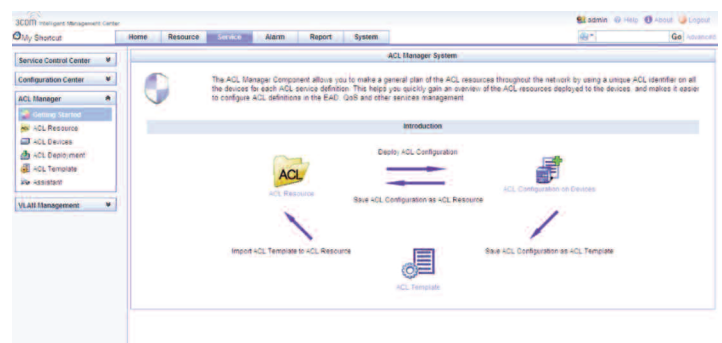 3COM Intelligent Management Center
admin Help About Logout
My Shortcut
Home Resource Service Alarm Report System
Go Advanced
Service Control Center
Configuration Center
ACL Manager
Getting Started
ACL Resource
ACL Devices
ACL Deployment
ACL Template
Assistant
VLAN Management
ACL Manager System
The ACL Manager Component allows you to make a general plan of the ACL resources throughout the network by using a unique ACL identifier on all
the devices for each ACL service definition. This helps you quickly gain an overview of the ACL resources deployed to the devices, and makes it easier
to configure ACL definitions in the EAD, QoS and other services management.
Introduction
Deploy ACL Configuration
ACL
ACL Resource
ACL Configuration on Devices
Save ACL Configuration as ACL Resource
Import ACL Template to ACL Resource
Save ACL Configuration as ACL Template
ACL Template